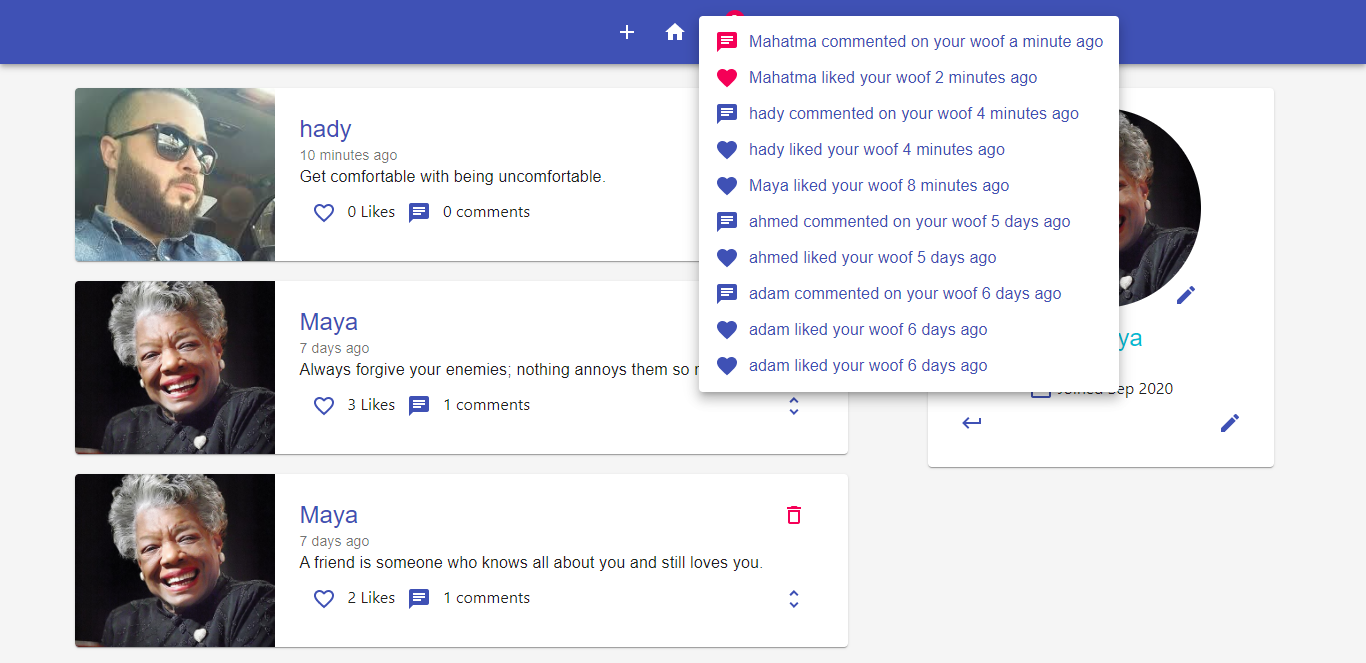 Mahatma commented on your woof a minute ago
Mahatma liked your woof 2 minutes ago
hady commented on your woof 4 minutes ago
hady liked your woof 4 minutes ago
Maya liked your woof 8 minutes ago
ahmed commented on your woof 5 days ago
ahmed liked your woof 5 days ago
adam commented on your woof 6 days ago
adam liked your woof 6 days ago
adam liked your woof 6 days ago
hady
10 minutes ago
Get comfortable with being uncomfortable.
0 Likes 0 comments
Maya
7 days ago
Always forgive your enemies; nothing annoys them so
3 Likes 1 comments
Maya
7 days ago
A friend is someone who knows all about you and still loves you.
2 Likes 1 comments
ya
Joined Sep 2020